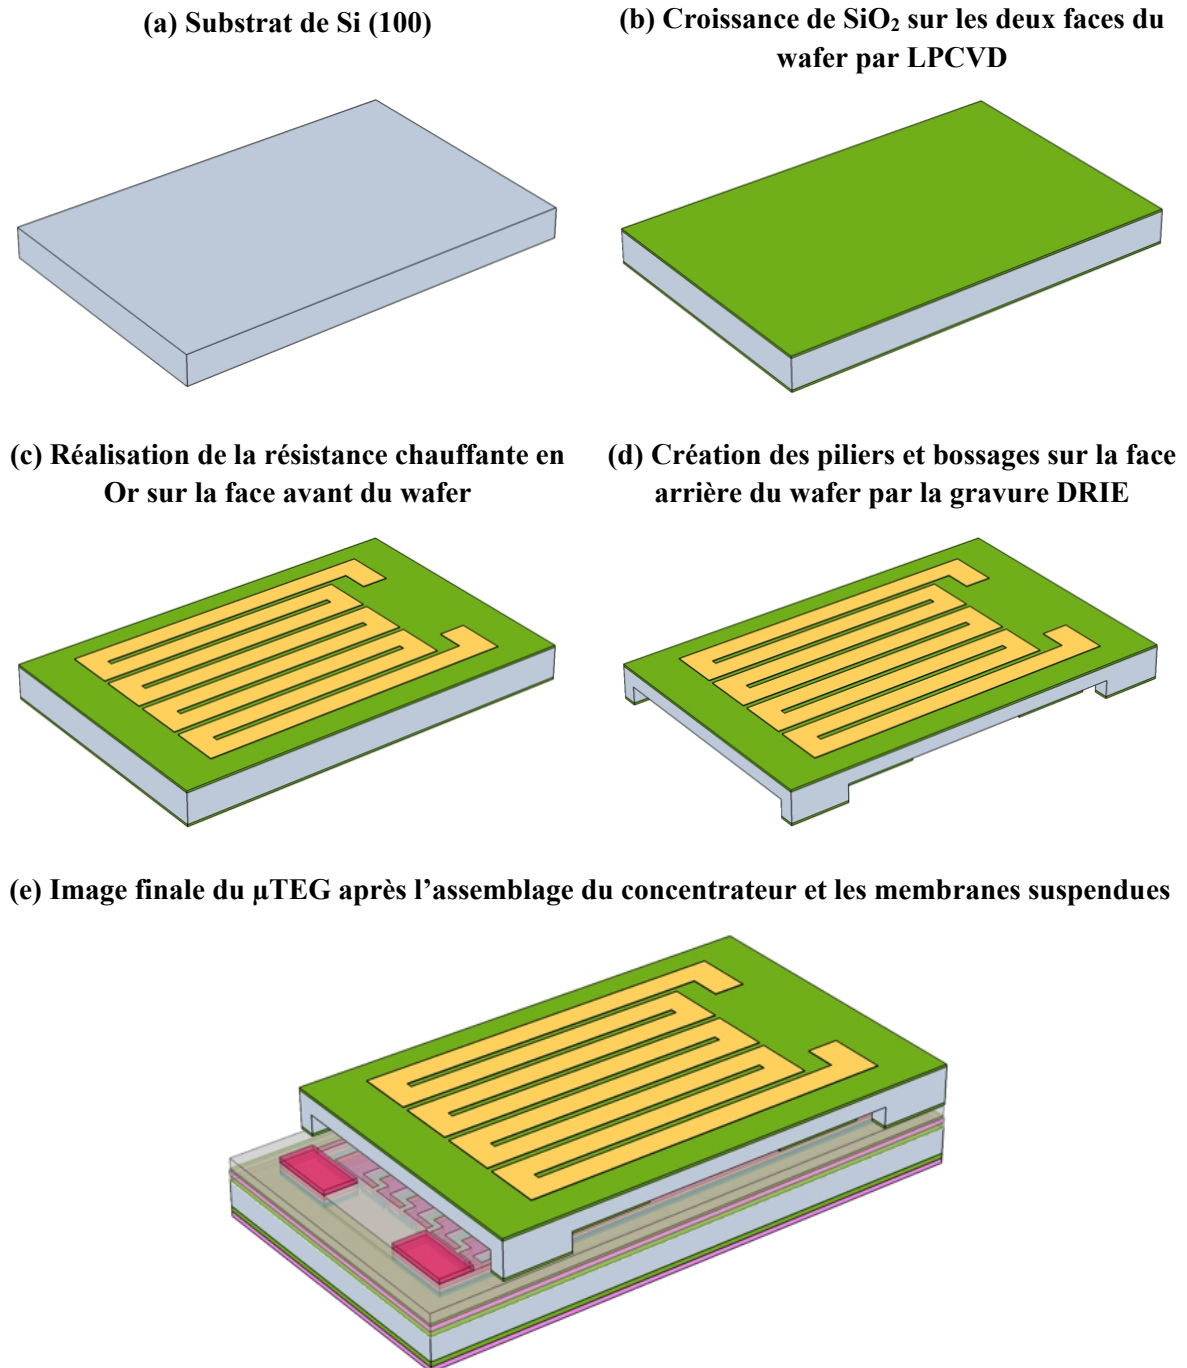 (a) Substrat de Si (100)
(b) Croissance de SiO₂ sur les deux faces du
wafer par LPCVD
(c) Réalisation de la résistance chauffante en
Or sur la face avant du wafer
(d) Création des piliers et bossages sur la face
arrière du wafer par la gravure DRIE
(e) Image finale du µTEG après l’assemblage du concentrateur et les membranes suspendues